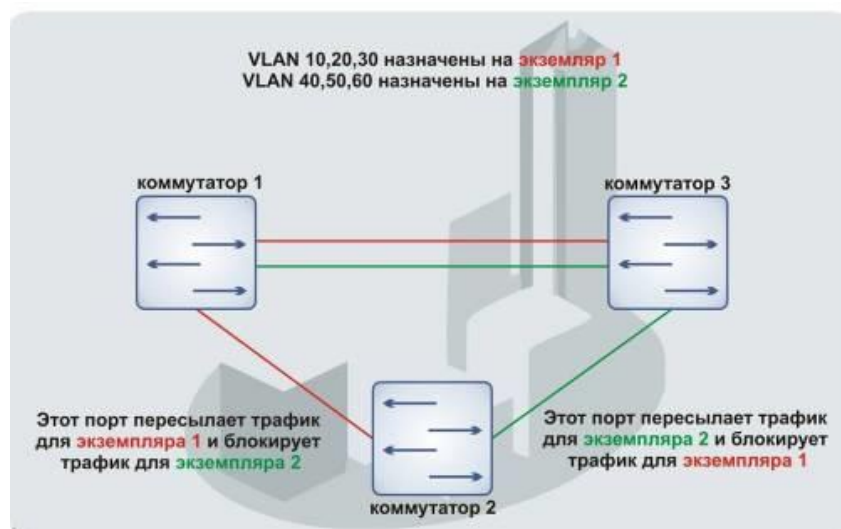 VLAN 10,20,30 назначены на экземляр 1
VLAN 40,50,60 назначены на экземпляр 2
коммутатор 1
коммутатор 3
Этот порт пересылает трафик
для экземпляра 1 и блокирует
трафик для экземпляра 2
Этот порт пересылает трафик
для экземпляра 2 и блокирует
трафик для экземпляра 1
коммутатор 2